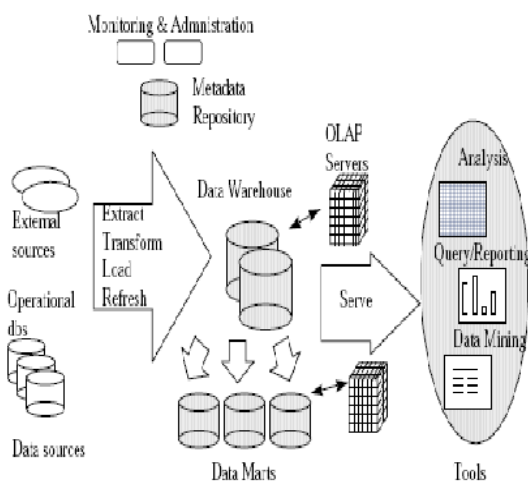 Monitoring & Admnistration
Metadata
Repository
OLAP
Servers
Data Warehouse
External
sources
Extract
Transform
Load
Refresh
Operational
dbs
Serve
Analysis
Query/Reporting
Data Mining
Data sources
Data Marts
Tools